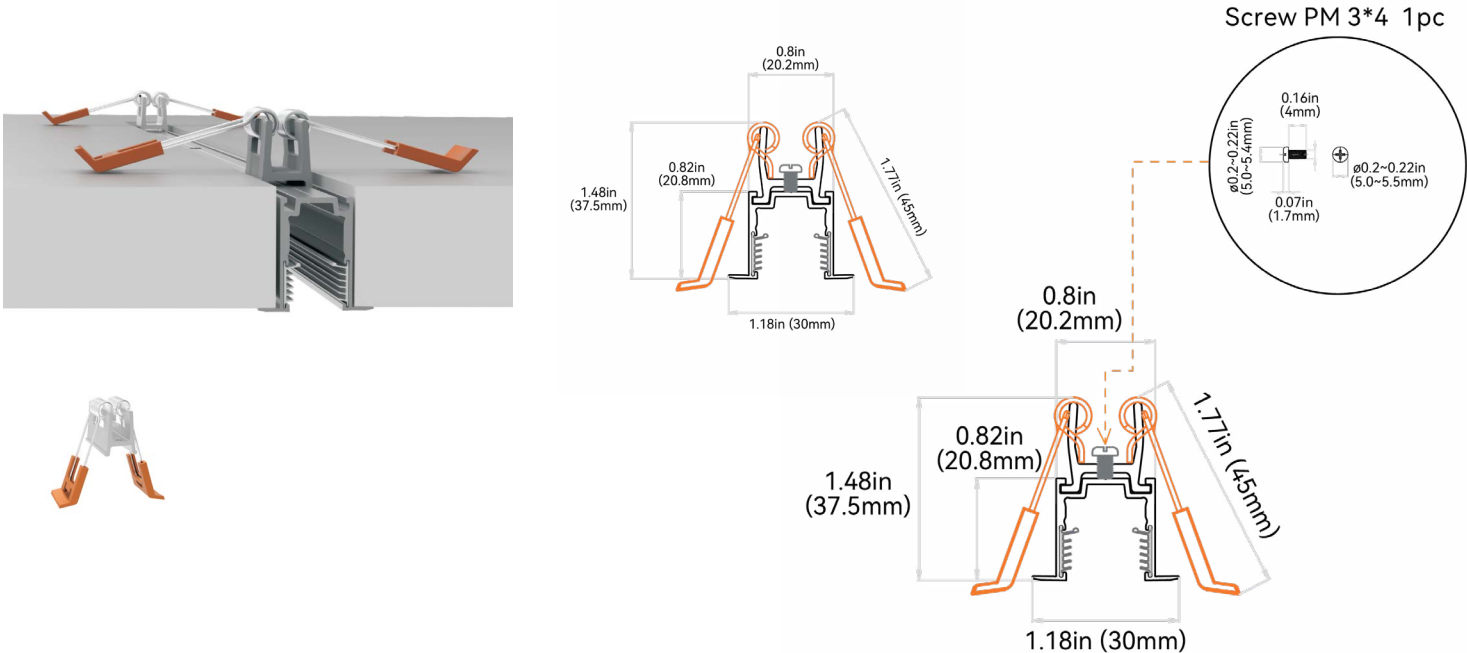 Screw PM 3*4 1pc
0.16in
(4mm)
ø0.2~0.22in
(5.0~5.4mm)
ø0.2~0.22in
(5.0~5.5mm)
0.07in
(1.7mm)
0.8in
(20.2mm)
0.82in
(20.8mm)
1.48in
(37.5mm)
1.77in (45mm)
1.18in (30mm)
0.8in
(20.2mm)
0.82in
(20.8mm)
1.48in
(37.5mm)
1.77in (45mm)
1.18in (30mm)